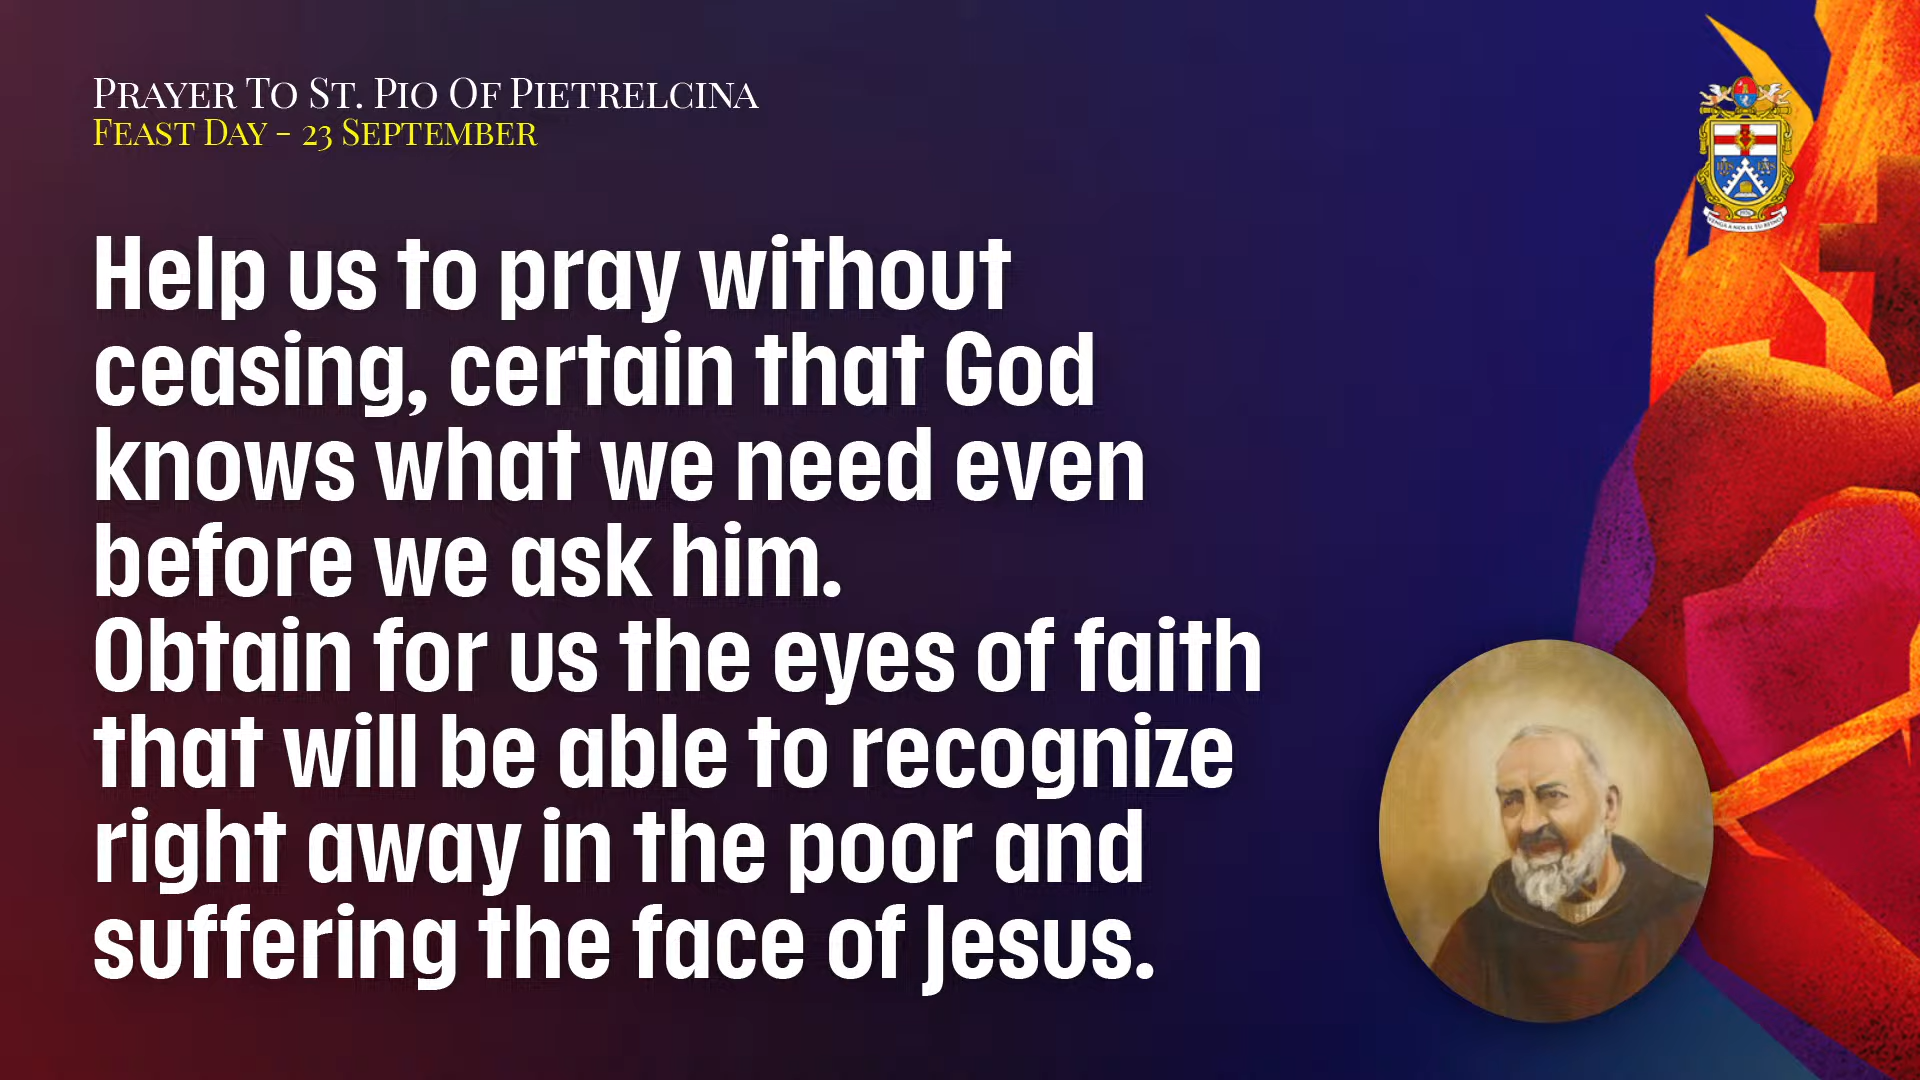 Prayer To St. Pio Of Pietrelcina
Feast Day - 23 September
Help us to pray without
ceasing, certain that God
knows what we need even
before we ask him.
Obtain for us the eyes of faith
that will be able to recognize
right away in the poor and
suffering the face of Jesus.